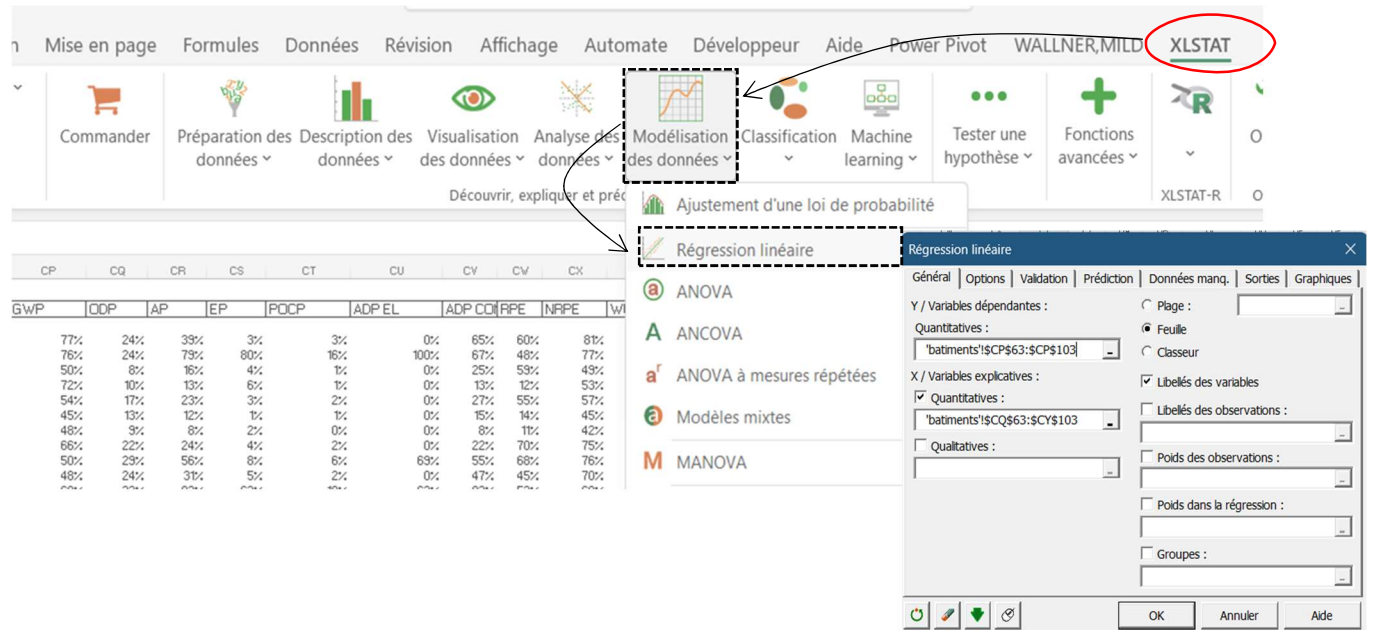 Mise en page Formules Données Révision Affichage Automate Développeur Aide Power Pivot WALLNER,MILD XLSTAT
Commander
Préparation des données
Description des données
Visualisation des données
Analyse des données
Modélisation des données
Classification
Machine learning
Tester une hypothèse
Fonctions avancées
R
Découvrir, expliquer et préd
XLSTAT-R
Ajustement d'une loi de probabilité
Régression linéaire
ANOVA
ANCOVA
ANOVA à mesures répétées
Modèles mixtes
MANOVA
CP CQ CR CS CT CU CV CW CX
GWP ODP AP EP POCP ADP EL ADP COM RPE NRPE
77% 24% 39% 3% 3% 0% 65% 60% 81%
76% 24% 79% 80% 16% 100% 67% 48% 77%
50% 8% 16% 4% 1% 0% 25% 59% 49%
72% 10% 13% 6% 1% 0% 13% 12% 53%
54% 17% 23% 3% 2% 0% 27% 55% 57%
45% 13% 12% 1% 1% 0% 15% 14% 45%
48% 9% 8% 2% 0% 0% 8% 11% 42%
66% 22% 24% 4% 2% 0% 22% 70% 75%
50% 29% 56% 8% 6% 69% 55% 68% 76%
48% 24% 31% 5% 2% 0% 47% 45% 70%
Régression linéaire
Général Options Validation Prédiction Données manq. Sorties Graphiques
Y / Variables dépendantes :
Quantitatives :
'batiments'!$CP$63:$CP$103
X / Variables explicatives :
Quantitatives :
'batiments'!$CQ$63:$CY$103
Qualitatives :
Plage :
Feuille
Classeur
Libellés des variables
Libellés des observations :
Poids des observations :
Poids dans la régression :
Groupes :
OK Annuler Aide